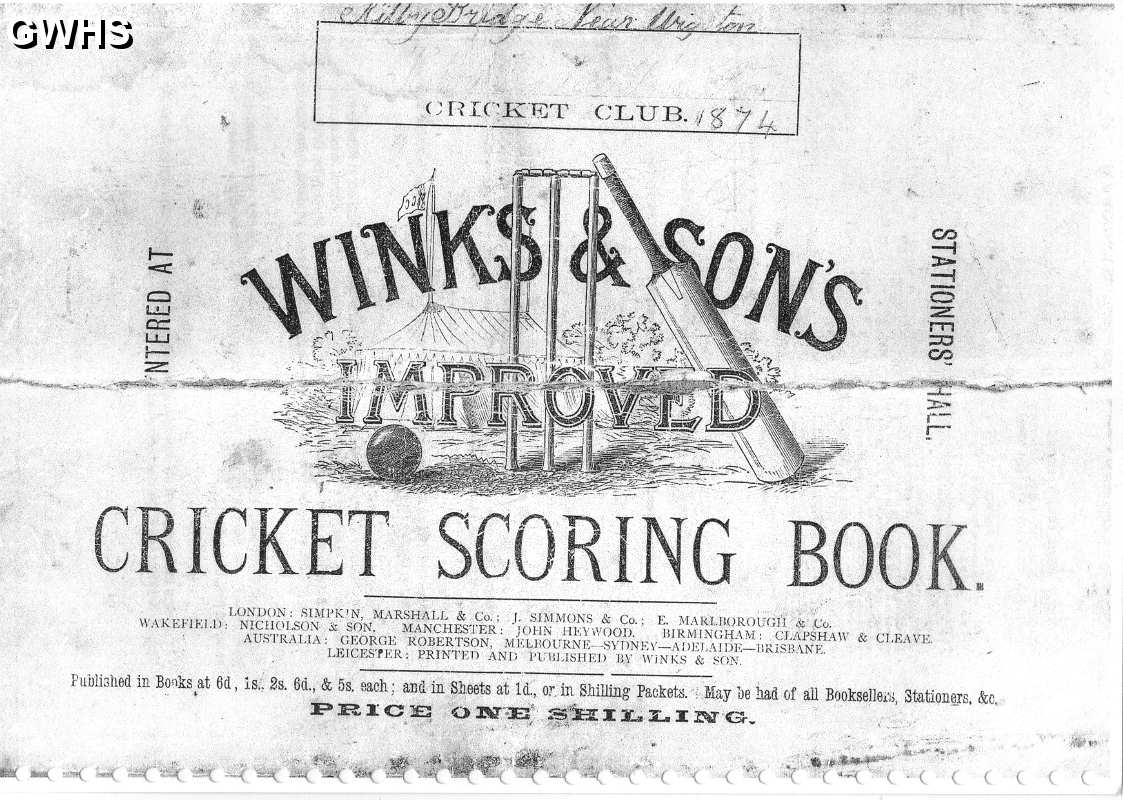 GWHS
Kilby Bridge Near Wigston
CRICKET CLUB. 1874
WINKS & SON'S
NTERED AT
STATIONERS' HALL.
IMPROVED
CRICKET SCORING BOOK.
LONDON: SIMPKIN, MARSHALL & Co.; J. SIMMONS & Co.; E. MARLBOROUGH & Co.
WAKEFIELD: NICHOLSON & SON. MANCHESTER: JOHN HEYWOOD. BIRMINGHAM: CLAPSHAW & CLEAVE.
AUSTRALIA: GEORGE ROBERTSON, MELBOURNE—SYDNEY—ADELAIDE—BRISBANE.
LEICESTER: PRINTED AND PUBLISHED BY WINKS & SON.
Published in Books at 6d, 1s., 2s. 6d., & 5s. each; and in Sheets at 1d., or in Shilling Packets. May be had of all Booksellers, Stationers, &c.
PRICE ONE SHILLING.